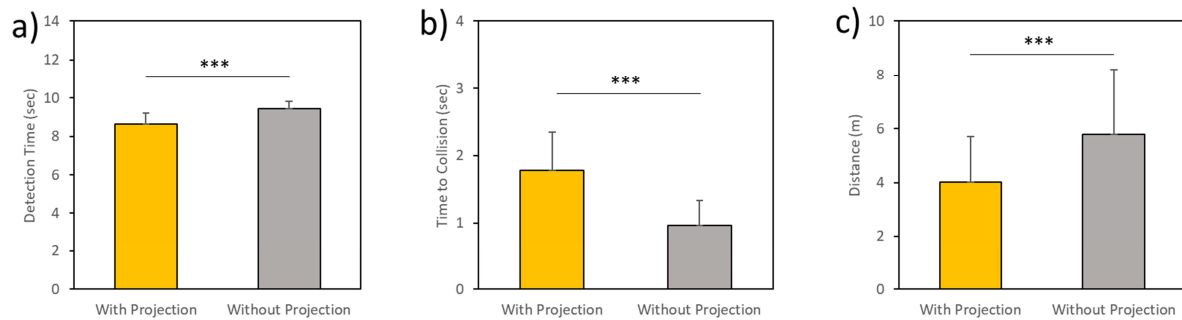 a)
Detection Time (sec)
14
12
10
8
6
4
2
0
***
With Projection
Without Projection
b)
Time to Collision (sec)
4
3
2
1
0
***
With Projection
Without Projection
c)
Distance (m)
10
8
6
4
2
0
***
With Projection
Without Projection